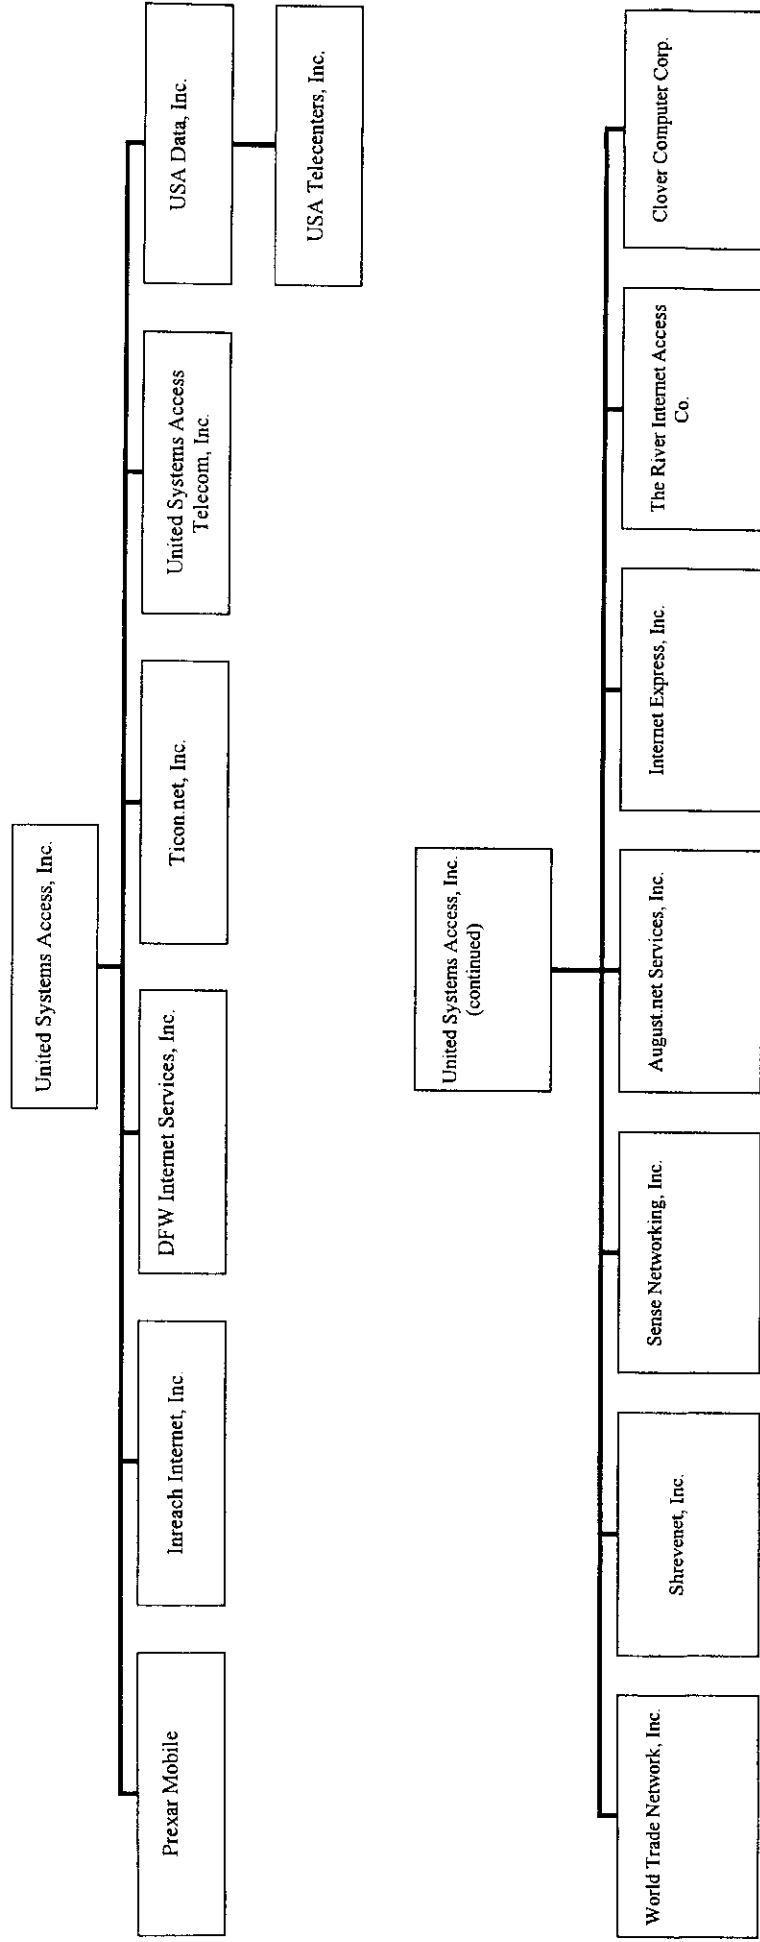 United Systems Access, Inc.
Prexar Mobile
Inreach Internet, Inc.
DFW Internet Services, Inc.
Ticon.net, Inc.
United Systems Access
Telecom, Inc.
USA Data, Inc.
USA Telecenters, Inc.
United Systems Access, Inc.
(continued)
World Trade Network, Inc.
Shrevenet, Inc.
Sense Networking, Inc.
August.net Services, Inc.
Internet Express, Inc.
The River Internet Access
Co.
Clover Computer Corp.